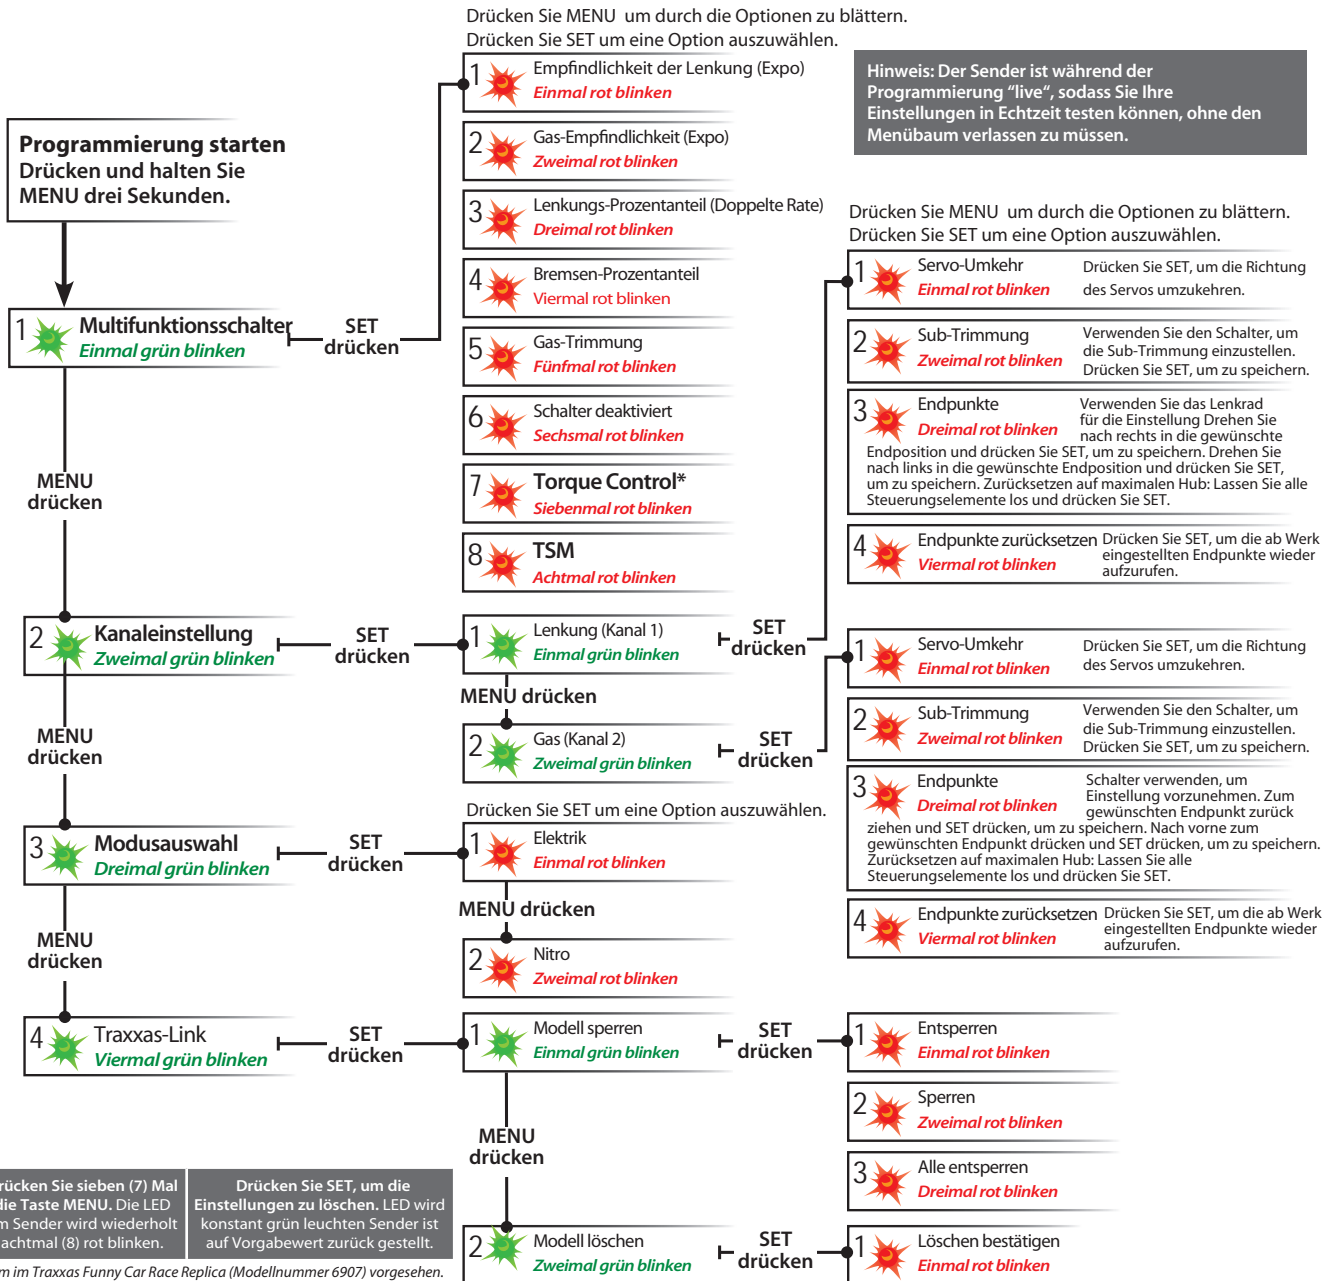 Drücken Sie MENU um durch die Optionen zu blättern.
Drücken Sie SET um eine Option auszuwählen.
Hinweis: Der Sender ist während der
Programmierung "live“, sodass Sie Ihre
Einstellungen in Echtzeit testen können, ohne den
Menübaum verlassen zu müssen.
Programmierung starten
Drücken und halten Sie
MENU drei Sekunden.
1 Multifunktionsschalter
Einmal grün blinken
SET
drücken
1 Empfindlichkeit der Lenkung (Expo)
Einmal rot blinken
2 Gas-Empfindlichkeit (Expo)
Zweimal rot blinken
3 Lenkungs-Prozentanteil (Doppelte Rate)
Dreimal rot blinken
4 Bremsen-Prozentanteil
Viermal rot blinken
5 Gas-Trimmung
Fünfmal rot blinken
6 Schalter deaktiviert
Sechsmal rot blinken
7 Torque Control*
Siebenmal rot blinken
8 TSM
Achtmal rot blinken
MENU
drücken
2 Kanaleinstellung
Zweimal grün blinken
SET
drücken
1 Lenkung (Kanal 1)
Einmal grün blinken
SET
drücken
MENU drücken
2 Gas (Kanal 2)
Zweimal grün blinken
SET
drücken
Drücken Sie MENU um durch die Optionen zu blättern.
Drücken Sie SET um eine Option auszuwählen.
1 Servo-Umkehr
Einmal rot blinken
Drücken Sie SET, um die Richtung
des Servos umzukehren.
2 Sub-Trimmung
Zweimal rot blinken
Verwenden Sie den Schalter, um
die Sub-Trimmung einzustellen.
Drücken Sie SET, um zu speichern.
3 Endpunkte
Dreimal rot blinken
Verwenden Sie das Lenkrad
für die Einstellung Drehen Sie
nach rechts in die gewünschte
Endposition und drücken Sie SET, um zu speichern. Drehen Sie
nach links in die gewünschte Endposition und drücken Sie SET,
um zu speichern. Zurücksetzen auf maximalen Hub: Lassen Sie alle
Steuerungselemente los und drücken Sie SET.
4 Endpunkte zurücksetzen
Viermal rot blinken
Drücken Sie SET, um die ab Werk
eingestellten Endpunkte wieder
aufzurufen.
1 Servo-Umkehr
Einmal rot blinken
Drücken Sie SET, um die Richtung
des Servos umzukehren.
2 Sub-Trimmung
Zweimal rot blinken
Verwenden Sie den Schalter, um
die Sub-Trimmung einzustellen.
Drücken Sie SET, um zu speichern.
3 Endpunkte
Dreimal rot blinken
Schalter verwenden, um
Einstellung vorzunehmen. Zum
gewünschten Endpunkt zurück
ziehen und SET drücken, um zu speichern. Nach vorne zum
gewünschten Endpunkt drücken und SET drücken, um zu speichern.
Zurücksetzen auf maximalen Hub: Lassen Sie alle
Steuerungselemente los und drücken Sie SET.
4 Endpunkte zurücksetzen
Viermal rot blinken
Drücken Sie SET, um die ab Werk
eingestellten Endpunkte wieder
aufzurufen.
MENU
drücken
3 Modusauswahl
Dreimal grün blinken
SET
drücken
Drücken Sie SET um eine Option auszuwählen.
1 Elektrik
Einmal rot blinken
MENU drücken
2 Nitro
Zweimal rot blinken
MENU
drücken
4 Traxxas-Link
Viermal grün blinken
SET
drücken
1 Modell sperren
Einmal grün blinken
SET
drücken
1 Entsperren
Einmal rot blinken
2 Sperren
Zweimal rot blinken
3 Alle entsperren
Dreimal rot blinken
MENU
drücken
2 Modell löschen
Zweimal grün blinken
SET
drücken
1 Löschen bestätigen
Einmal rot blinken
rücken Sie sieben (7) Mal
die Taste MENU. Die LED
m Sender wird wiederholt
achtmal (8) rot blinken.
Drücken Sie SET, um die
Einstellungen zu löschen. LED wird
konstant grün leuchten Sender ist
auf Vorgabewert zurück gestellt.
m im Traxxas Funny Car Race Replica (Modellnummer 6907) vorgesehen.